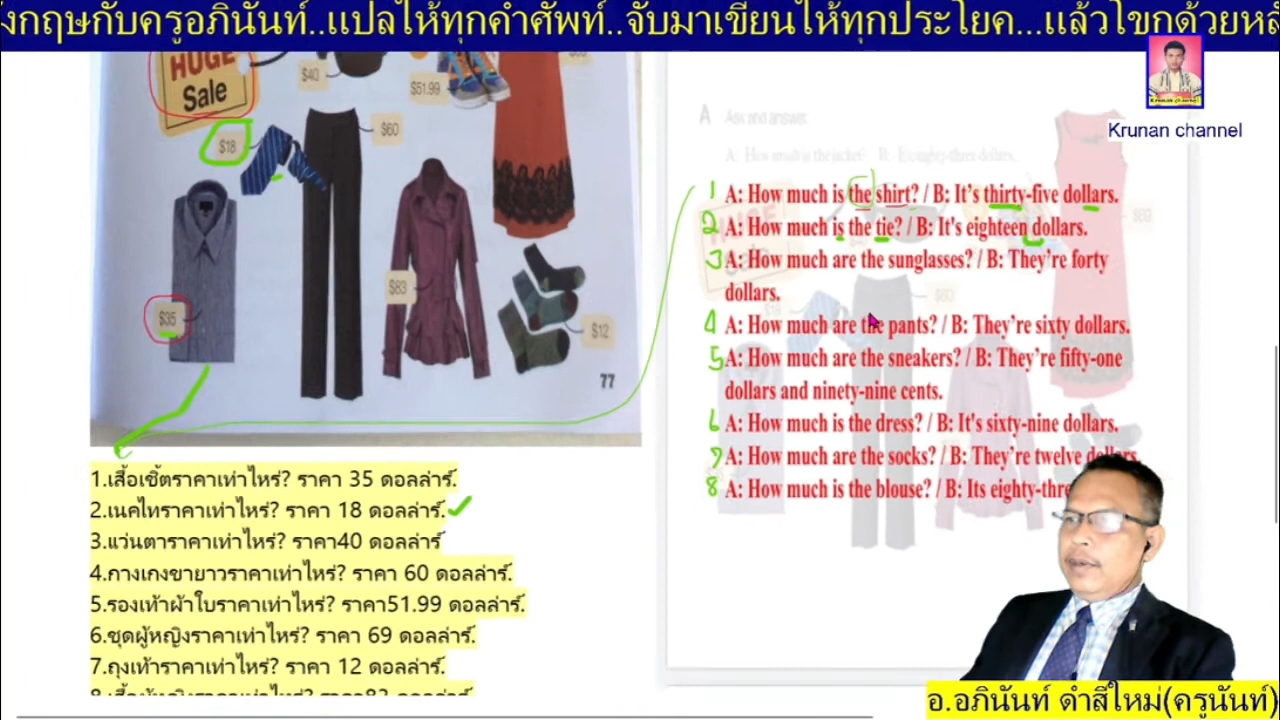 งกฤษกับครูอภินันท์..แปลให้ทุกคำศัพท์..จับมาเขียนให้ทุกประโยค...แล้วโขกด้วยหลั
Krunan channel
HUGE
Sale
$40
$51.99
$18
$60
$35
$83
$12
77
A Ask and answer.
A: How much is the jacket? B: It's eighty-three dollars.
1 A: How much is the shirt? / B: It's thirty-five dollars.
2 A: How much is the tie? / B: It's eighteen dollars.
3 A: How much are the sunglasses? / B: They're forty
dollars.
4 A: How much are the pants? / B: They're sixty dollars.
5 A: How much are the sneakers? / B: They're fifty-one
dollars and ninety-nine cents.
6 A: How much is the dress? / B: It's sixty-nine dollars.
7 A: How much are the socks? / B: They're twelve dollars.
8 A: How much is the blouse? / B: Its eighty-thre
1.เสื้อเชิ้ตราคาเท่าไหร่? ราคา 35 ดอลล่าร์.
2.เนคไทราคาเท่าไหร่? ราคา 18 ดอลล่าร์.
3.แว่นตาราคาเท่าไหร่? ราคา40 ดอลล่าร์
4.กางเกงขายาวราคาเท่าไหร่? ราคา 60 ดอลล่าร์.
5.รองเท้าผ้าใบราคาเท่าไหร่? ราคา51.99 ดอลล่าร์.
6.ชุดผู้หญิงราคาเท่าไหร่? ราคา 69 ดอลล่าร์.
7.ถุงเท้าราคาเท่าไหร่? ราคา 12 ดอลล่าร์.
อ.อภินันท์ ดำสีใหม่(ครูนันท์)